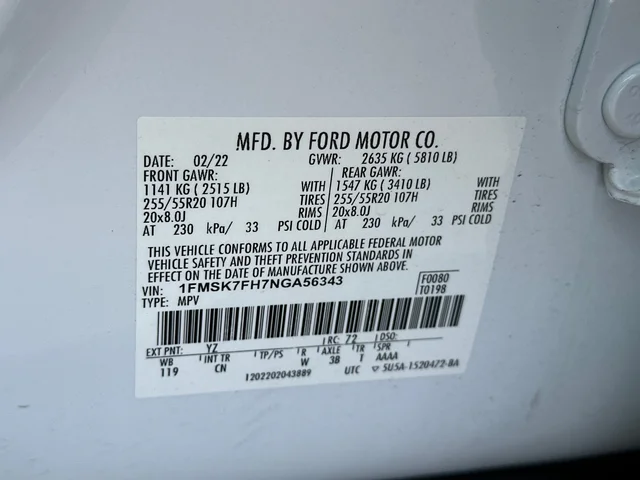 MFD. BY FORD MOTOR CO.
DATE: 02/22 GVWR: 2635 KG ( 5810 LB)
FRONT GAWR: REAR GAWR:
1141 KG ( 2515 LB) WITH 1547 KG ( 3410 LB) WITH
255/55R20 107H TIRES 255/55R20 107H TIRES
20x8.0J RIMS 20x8.0J RIMS
AT 230 kPa/ 33 PSI COLD AT 230 kPa/ 33 PSI COLD
THIS VEHICLE CONFORMS TO ALL APPLICABLE FEDERAL MOTOR
VEHICLE SAFETY AND THEFT PREVENTION STANDARDS IN
EFFECT ON THE DATE OF MANUFACTURE SHOWN ABOVE.
VIN: 1FMSK7FH7NGA56343 F0080
TYPE: MPV T0198
EXT PNT: YZ RC: 72 DSO:
WB INT TR TP/PS R AXLE TR SPR
119 CN W 38 1 AAAA
1202202043889 UTC 5U5A-1520472-BA